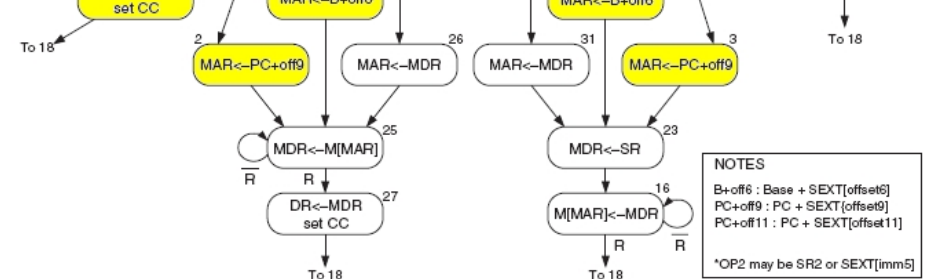 set CC
MAR<–B+off6
MAR<–B+off6
To 18
To 18
2
MAR<–PC+off9
26
MAR<–MDR
31
MAR<–MDR
3
MAR<–PC+off9
25
MDR<–M[MAR]
R
R
23
MDR<–SR
27
DR<–MDR
set CC
16
M[MAR]<–MDR
R
R
To 18
To 18
NOTES
B+off6 : Base + SEXT[offset6]
PC+off9 : PC + SEXT{offset9]
PC+off11 : PC + SEXT[offset11]
*OP2 may be SR2 or SEXT[imm5]